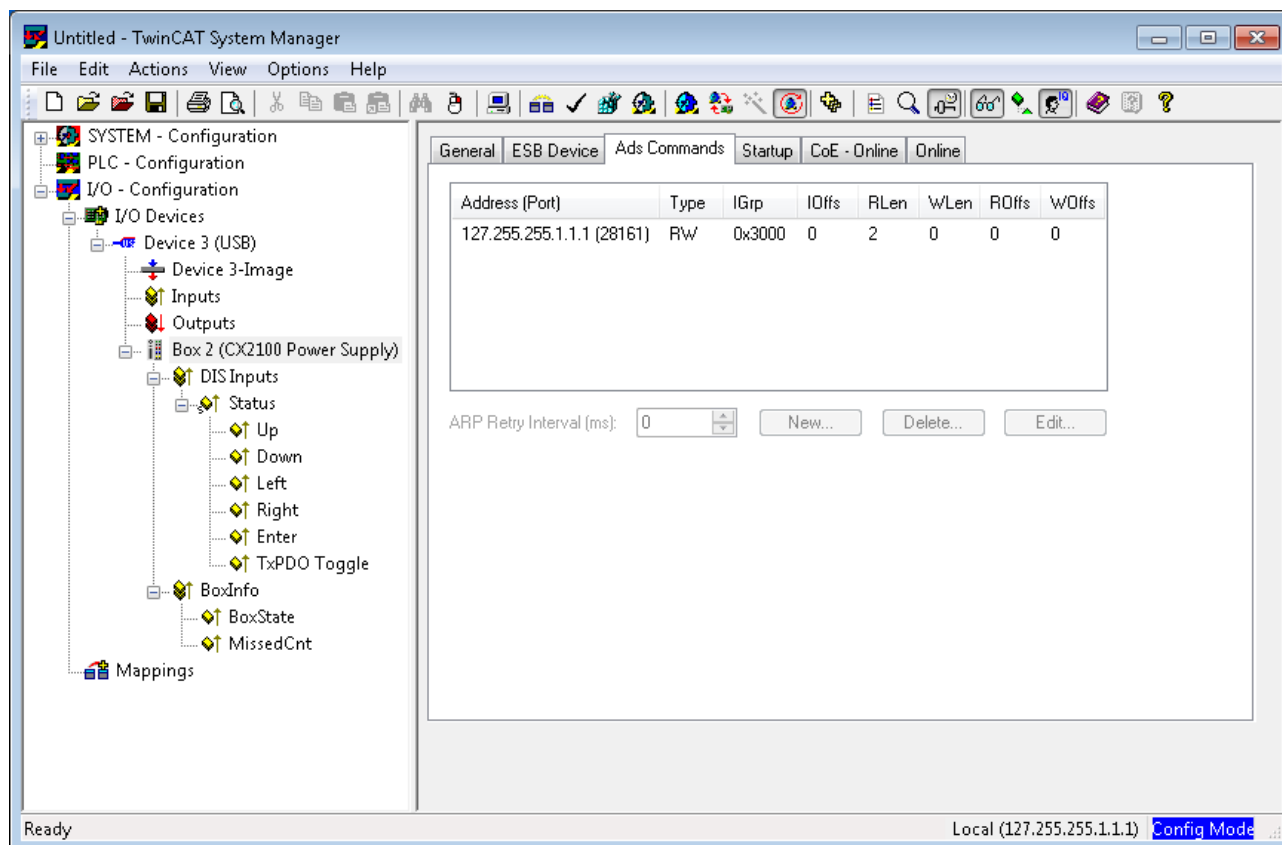 Untitled - TwinCAT System Manager
File Edit Actions View Options Help
SYSTEM - Configuration
PLC - Configuration
I/O - Configuration
I/O Devices
Device 3 (USB)
Device 3-Image
Inputs
Outputs
Box 2 (CX2100 Power Supply)
DIS Inputs
Status
Up
Down
Left
Right
Enter
TxPDO Toggle
BoxInfo
BoxState
MissedCnt
Mappings
General ESB Device Ads Commands Startup CoE - Online Online
Address (Port) Type IGrp IOffs RLen WLen ROffs WOffs
127.255.255.1.1.1 (28161) RW 0x3000 0 2 0 0 0
ARP Retry Interval (ms): 0 New... Delete... Edit...
Ready Local (127.255.255.1.1.1) Config Mode